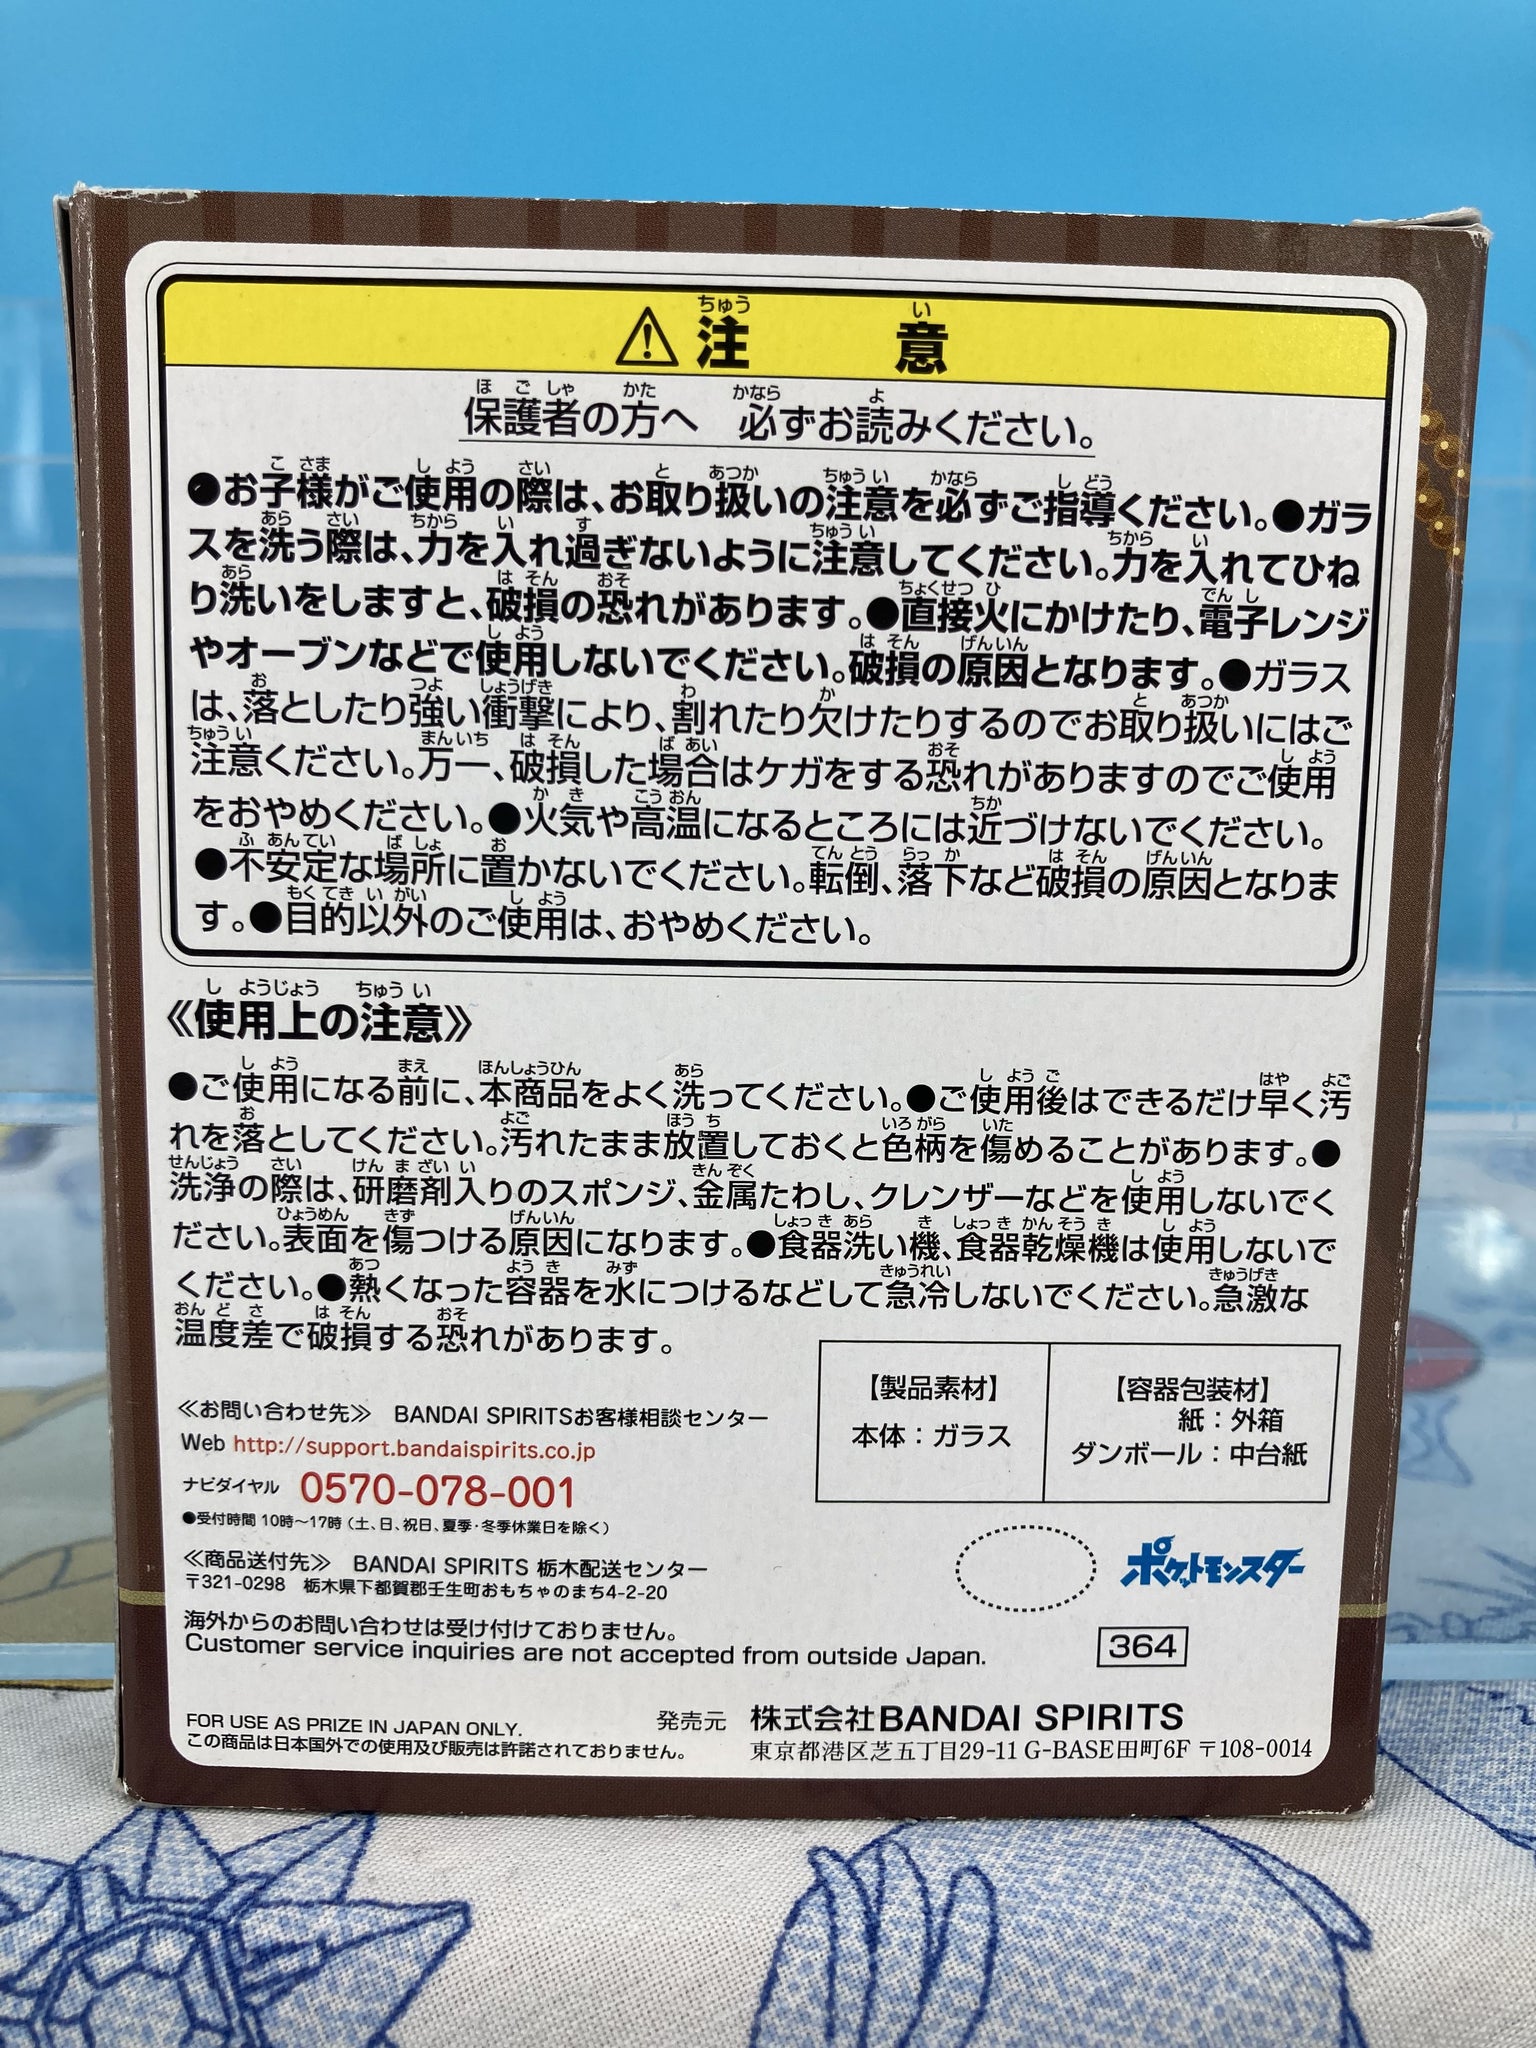 ⚠注意
保護者の方へ 必ずお読みください。
●お子様がご使用の際は、お取り扱いの注意を必ずご指導ください。●ガラ
スを洗う際は、力を入れ過ぎないように注意してください。力を入れてひね
り洗いをしますと、破損の恐れがあります。●直接火にかけたり、電子レンジ
やオーブンなどで使用しないでください。破損の原因となります。●ガラス
は、落としたり強い衝撃により、割れたり欠けたりするのでお取り扱いにはご
注意ください。万一、破損した場合はケガをする恐れがありますのでご使用
をおやめください。●火気や高温になるところには近づけないでください。
●不安定な場所に置かないでください。転倒、落下など破損の原因となりま
す。●目的以外のご使用は、おやめください。
《使用上の注意》
●ご使用になる前に、本商品をよく洗ってください。●ご使用後はできるだけ早く汚
れを落としてください。汚れたまま放置しておくと色柄を傷めることがあります。●
洗浄の際は、研磨剤入りのスポンジ、金属たわし、クレンザーなどを使用しないでく
ださい。表面を傷つける原因になります。●食器洗い機、食器乾燥機は使用しないで
ください。●熱くなった容器を水につけるなどして急冷しないでください。急激な
温度差で破損する恐れがあります。
【製品素材】
本体：ガラス
【容器包装材】
紙：外箱
ダンボール：中台紙
≪お問い合わせ先≫ BANDAI SPIRITSお客様相談センター
Web http://support.bandaispirits.co.jp
ナビダイヤル 0570-078-001
●受付時間 10時〜17時（土、日、祝日、夏季・冬季休業日を除く）
≪商品送付先≫ BANDAI SPIRITS 栃木配送センター
〒321-0298 栃木県下都賀郡壬生町おもちゃのまち4-2-20
海外からのお問い合わせは受け付けておりません。
Customer service inquiries are not accepted from outside Japan.
ポケットモンスター
364
FOR USE AS PRIZE IN JAPAN ONLY.
この商品は日本国外での使用及び販売は許諾されておりません。
発売元 株式会社BANDAI SPIRITS
東京都港区芝五丁目29-11 G-BASE田町6F 〒108-0014